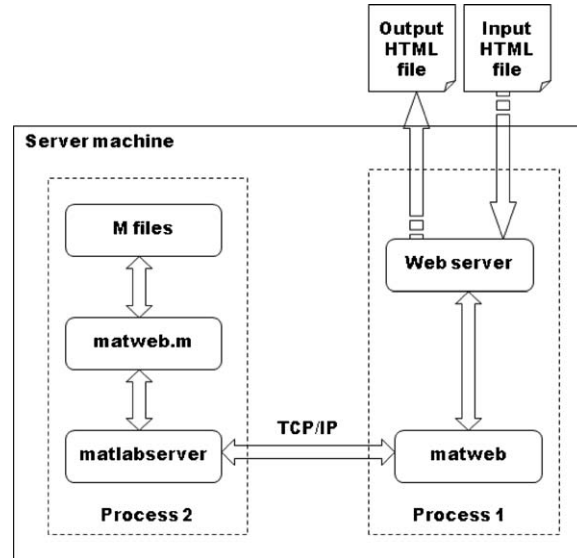 Output
HTML
file
Input
HTML
file
Server machine
M files
matweb.m
matlabserver
Process 2
TCP/IP
Web server
matweb
Process 1